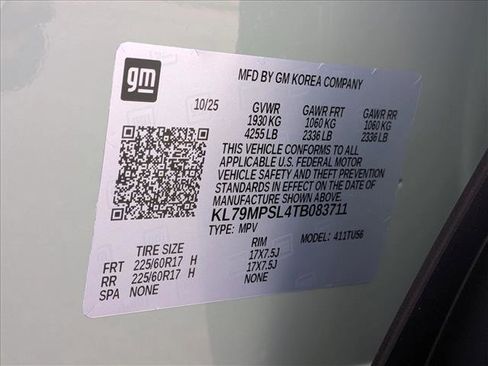 gm
MFD BY GM KOREA COMPANY
10/25 GVWR GAWR FRT GAWR RR
1930 KG 1060 KG 1060 KG
4255 LB 2336 LB 2336 LB
THIS VEHICLE CONFORMS TO ALL
APPLICABLE U.S. FEDERAL MOTOR
VEHICLE SAFETY AND THEFT PREVENTION
STANDARDS IN EFFECT ON THE DATE OF
MANUFACTURE SHOWN ABOVE.
KL79MPSL4TB083711
TYPE: MPV MODEL: 411TU56
TIRE SIZE RIM
FRT 225/60R17 H 17X7.5J
RR 225/60R17 H 17X7.5J
SPA NONE NONE